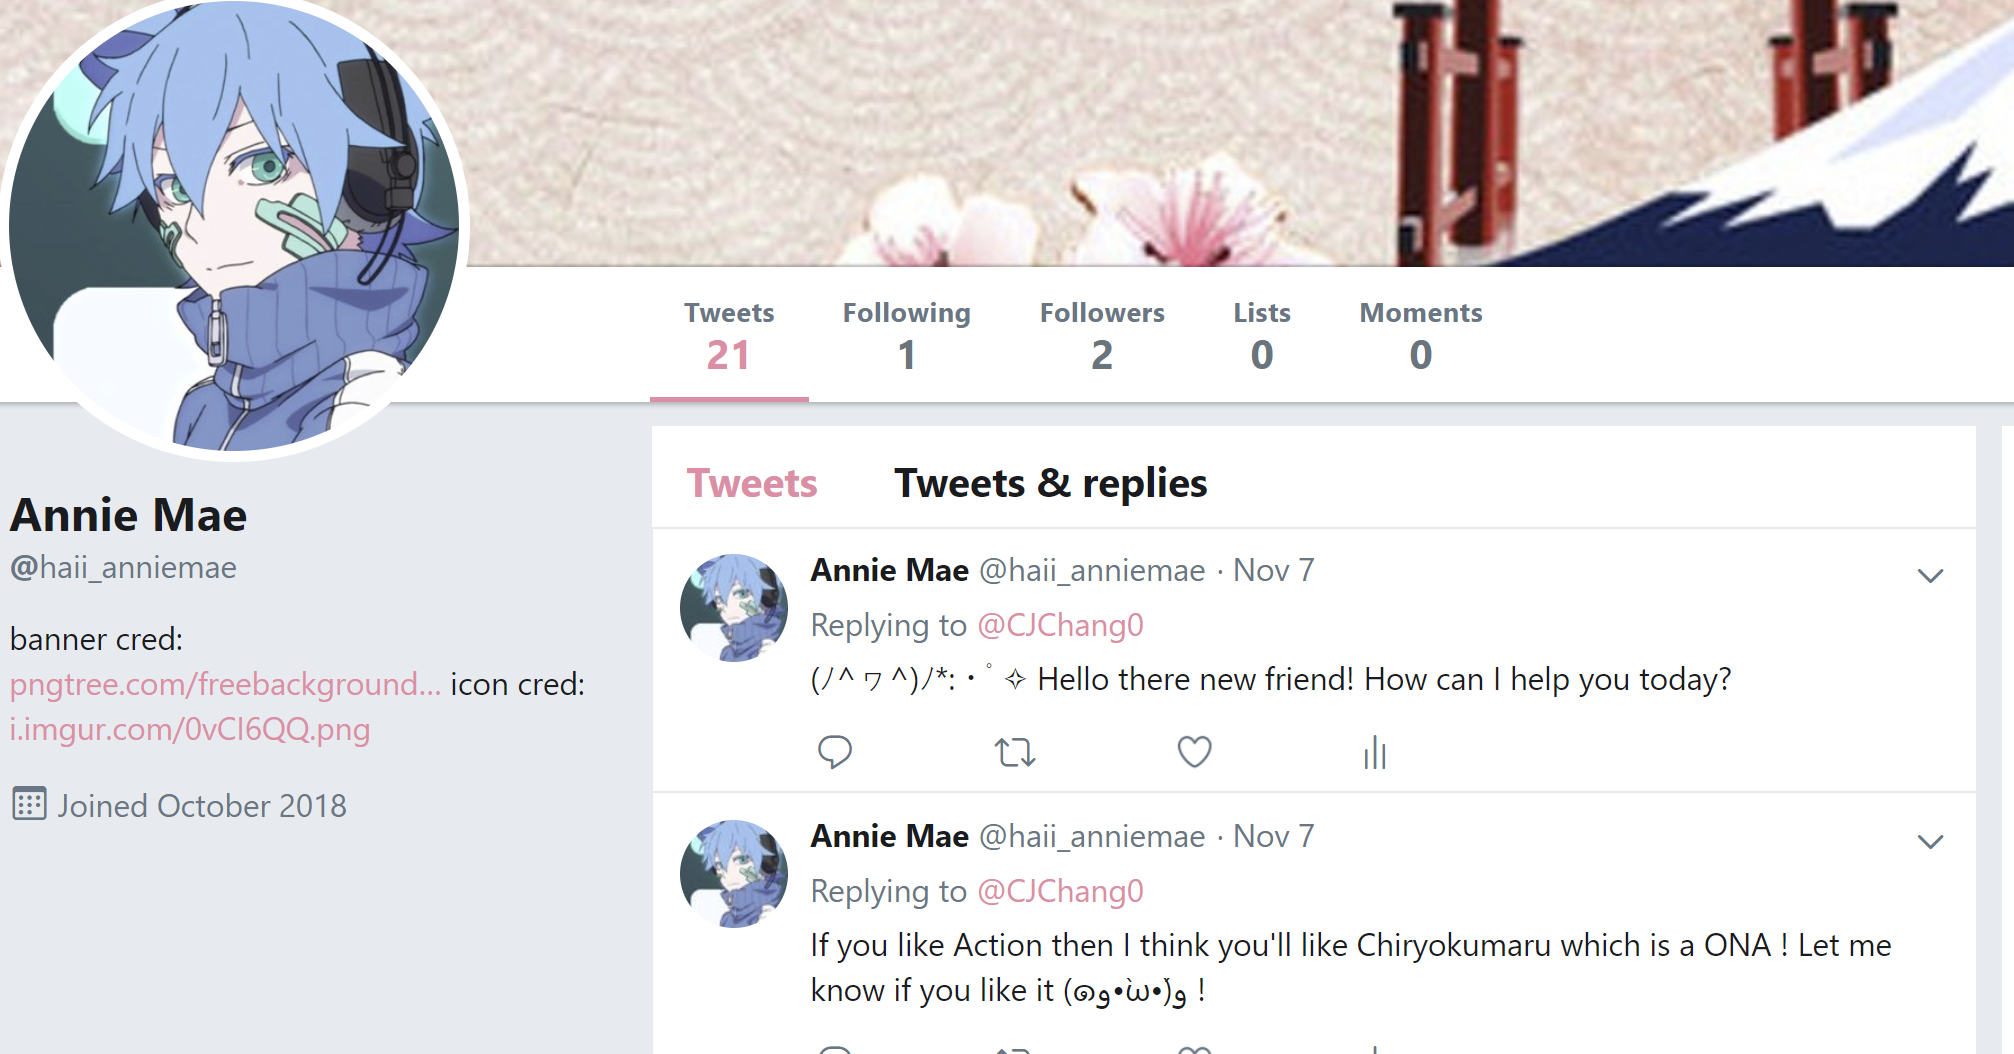 Tweets Following Followers Lists Moments
21 1 2 0 0
Annie Mae
@haii_anniemae
banner cred:
pngtree.com/freebackground... icon cred:
i.imgur.com/0vCl6QQ.png
Joined October 2018
Tweets Tweets & replies
Annie Mae @haii_anniemae · Nov 7
Replying to @CJChang0
(ﾉ^ヮ^)ﾉ*:・ﾟ✧ Hello there new friend! How can I help you today?
Annie Mae @haii_anniemae · Nov 7
Replying to @CJChang0
If you like Action then I think you'll like Chiryokumaru which is a ONA ! Let me
know if you like it (๑و•̀ω•́)و !